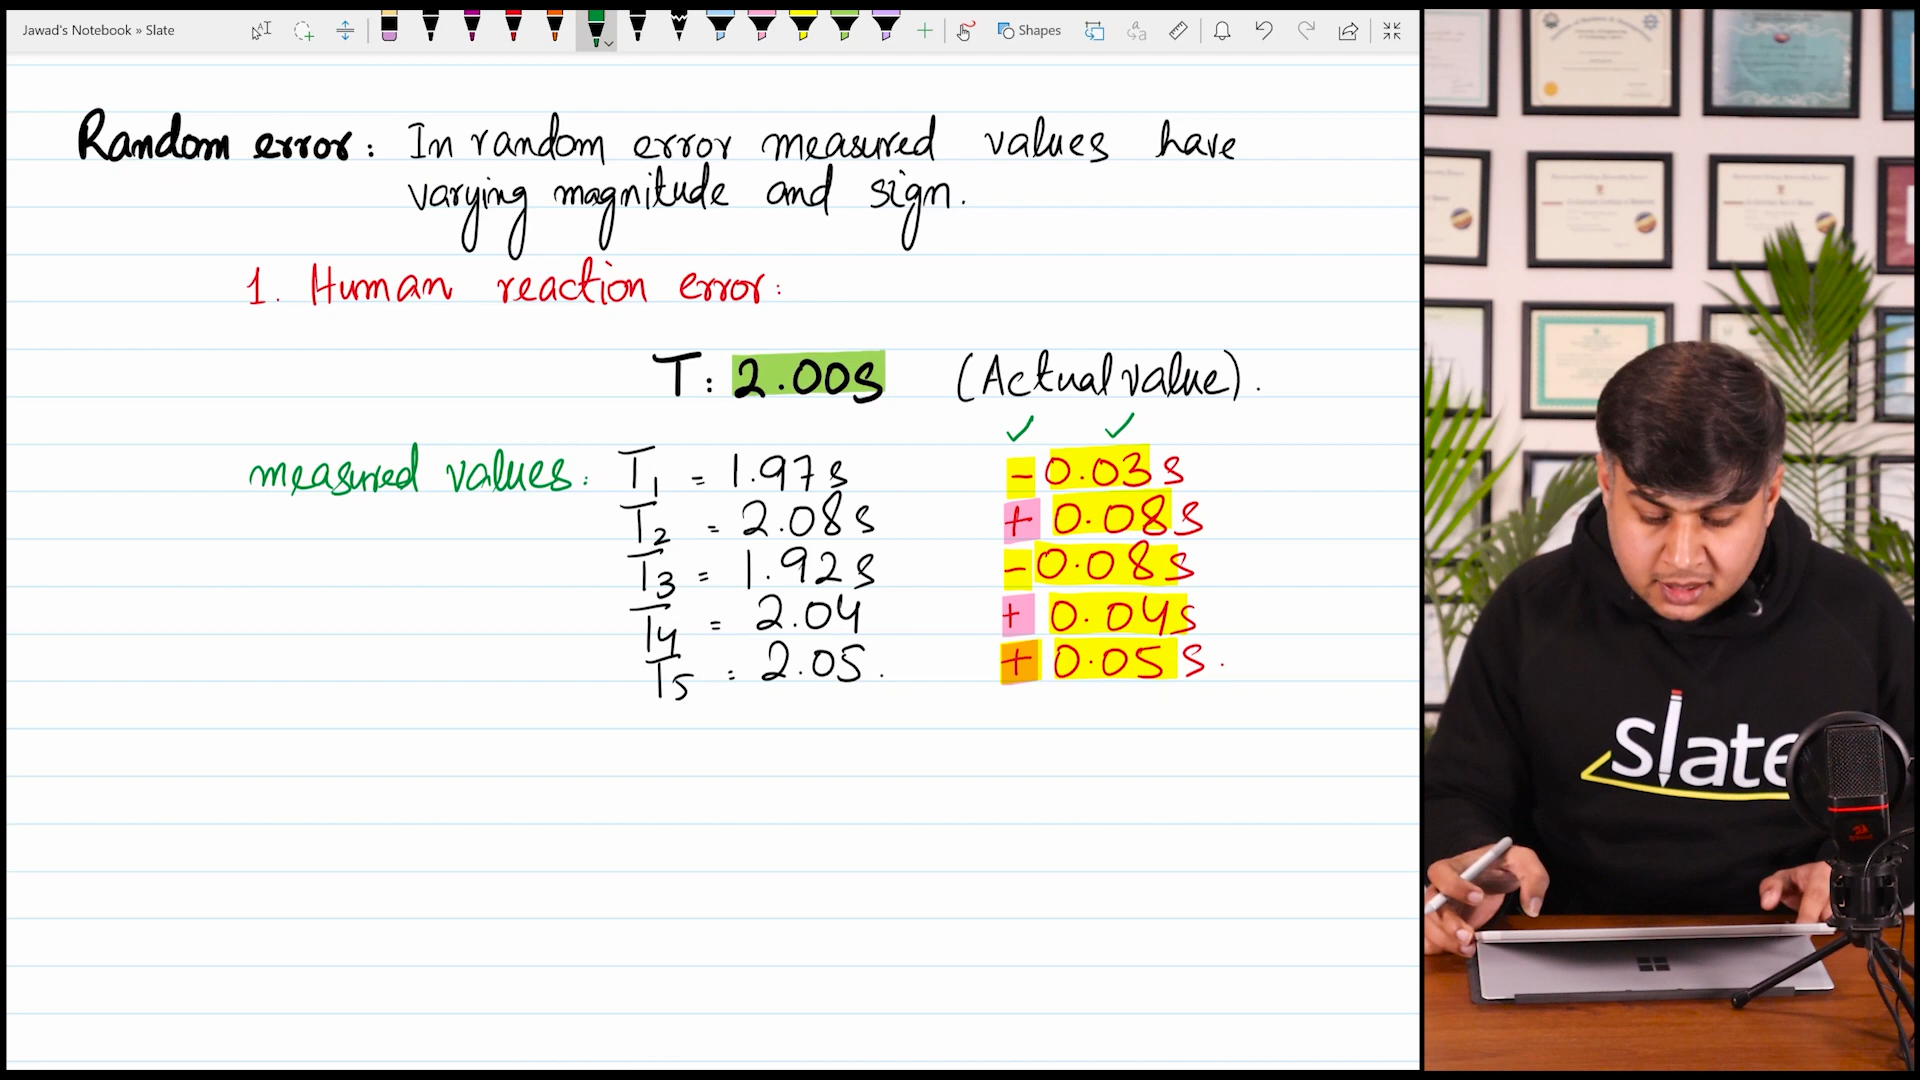 Jawad's Notebook » Slate
Shapes
Random error: In random error measured values have
varying magnitude and sign.
1. Human reaction error:
T: 2.00s (Actual value).
✓ ✓
measured values: T1 = 1.97s - 0.03s
T2 = 2.08s + 0.08s
T3 = 1.92s - 0.08s
T4 = 2.04 + 0.04s
T5 = 2.05. + 0.05s.
slate